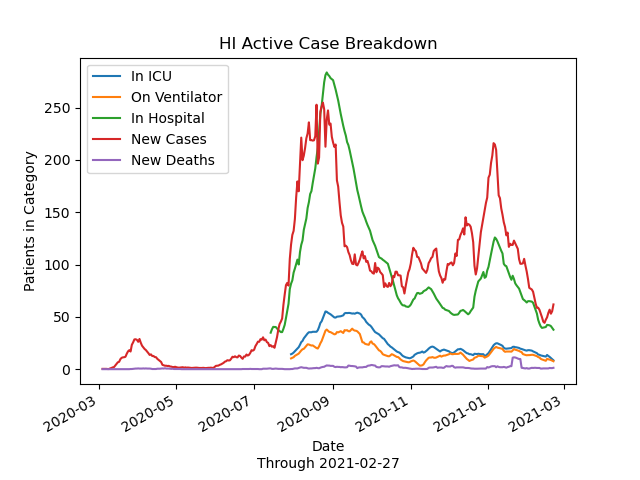 HI Active Case Breakdown
In ICU
On Ventilator
In Hospital
New Cases
New Deaths
Patients in Category
250
200
150
100
50
0
2020-03
2020-05
2020-07
2020-09
2020-11
2021-01
2021-03
Date
Through 2021-02-27